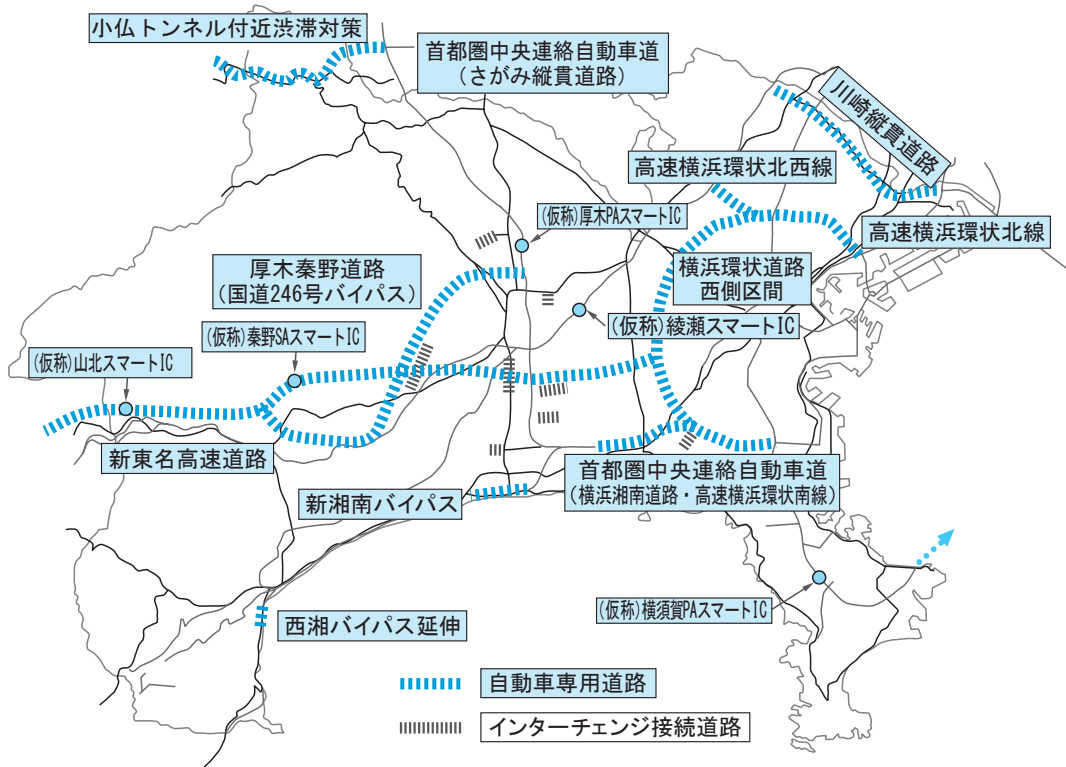 小仏トンネル付近渋滞対策
首都圏中央連絡自動車道
（さがみ縦貫道路）
川崎縦貫道路
高速横浜環状北西線
(仮称)厚木PAスマートIC
高速横浜環状北線
厚木秦野道路
（国道246号バイパス）
横浜環状道路
西側区間
(仮称)綾瀬スマートIC
(仮称)秦野SAスマートIC
(仮称)山北スマートIC
新東名高速道路
新湘南バイパス
首都圏中央連絡自動車道
（横浜湘南道路・高速横浜環状南線）
(仮称)横須賀PAスマートIC
西湘バイパス延伸
自動車専用道路
インターチェンジ接続道路